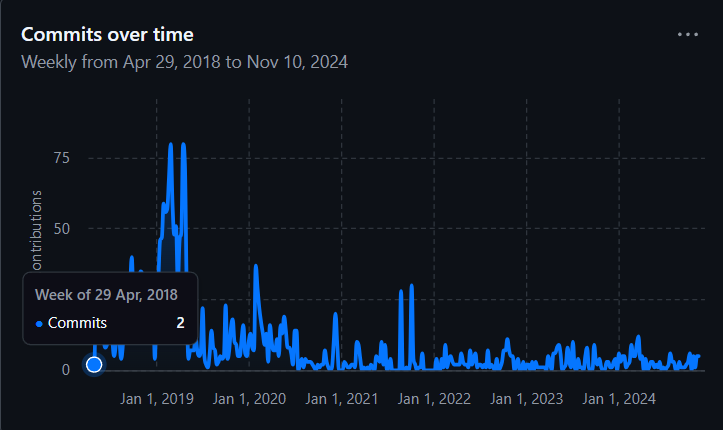 Commits over time
Weekly from Apr 29, 2018 to Nov 10, 2024
75
50
0
ontributions
Week of 29 Apr, 2018
Commits 2
Jan 1, 2019
Jan 1, 2020
Jan 1, 2021
Jan 1, 2022
Jan 1, 2023
Jan 1, 2024